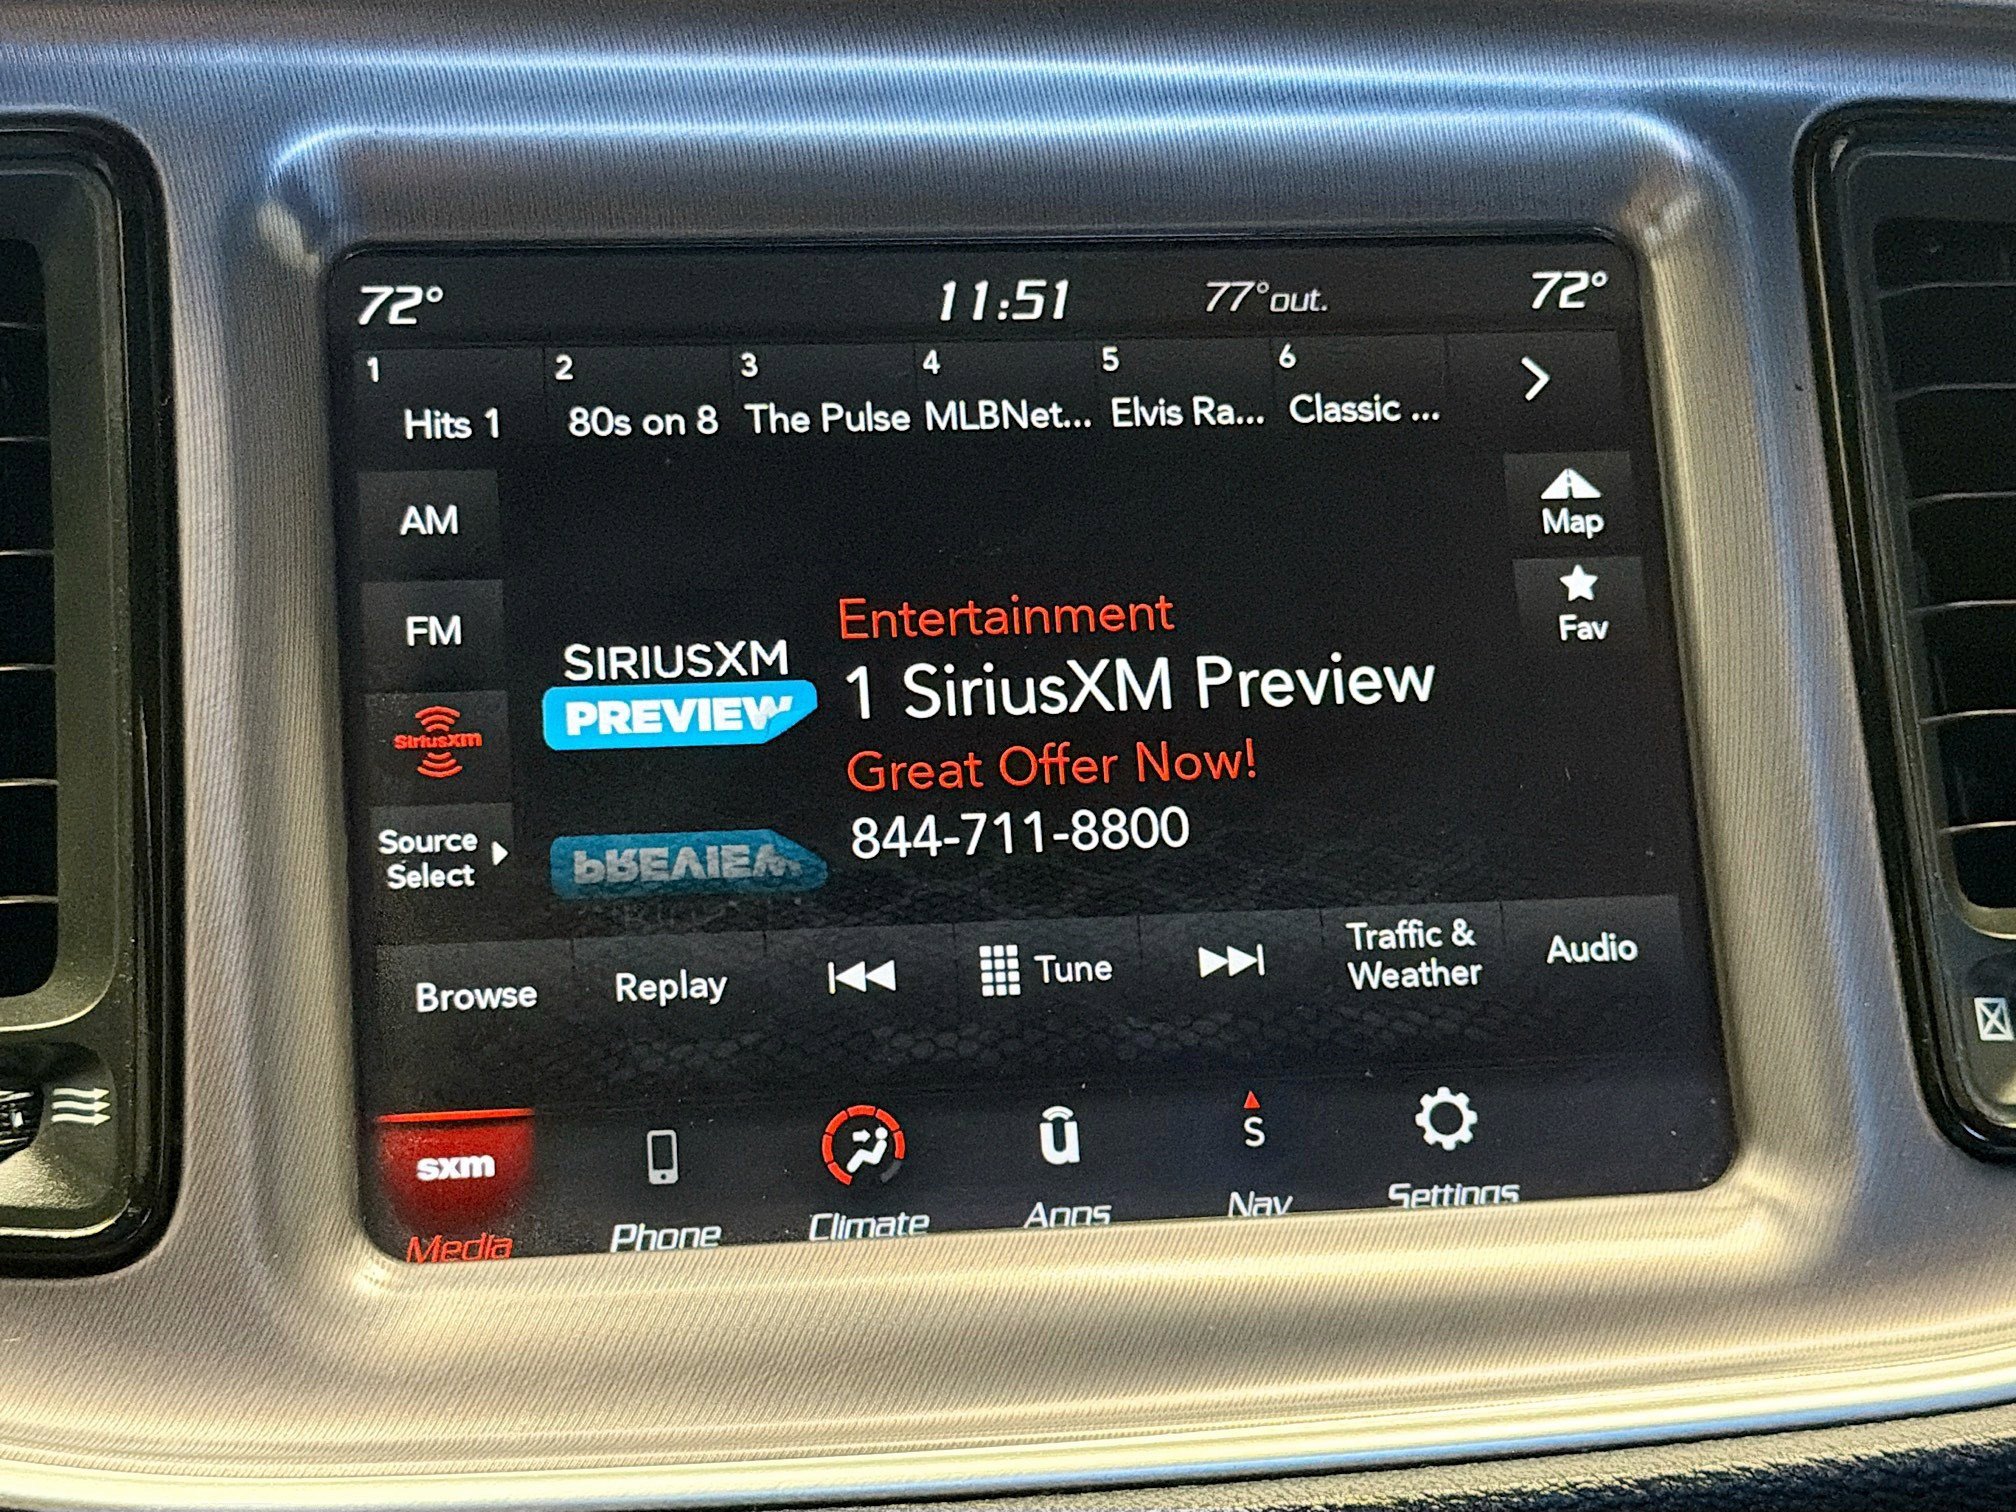 72° 11:51 77°out. 72°
1 2 3 4 5 6
Hits 1 80s on 8 The Pulse MLBNet... Elvis Ra... Classic ...
AM
Map
FM
Fav
SiriusXM
Source
Select
SIRIUSXM
PREVIEW
Entertainment
1 SiriusXM Preview
Great Offer Now!
844-711-8800
PREVIEW
Browse Replay Tune Traffic &
Weather Audio
sxm
Media
Phone
Climate
u
Apps
S
Nav
Settings